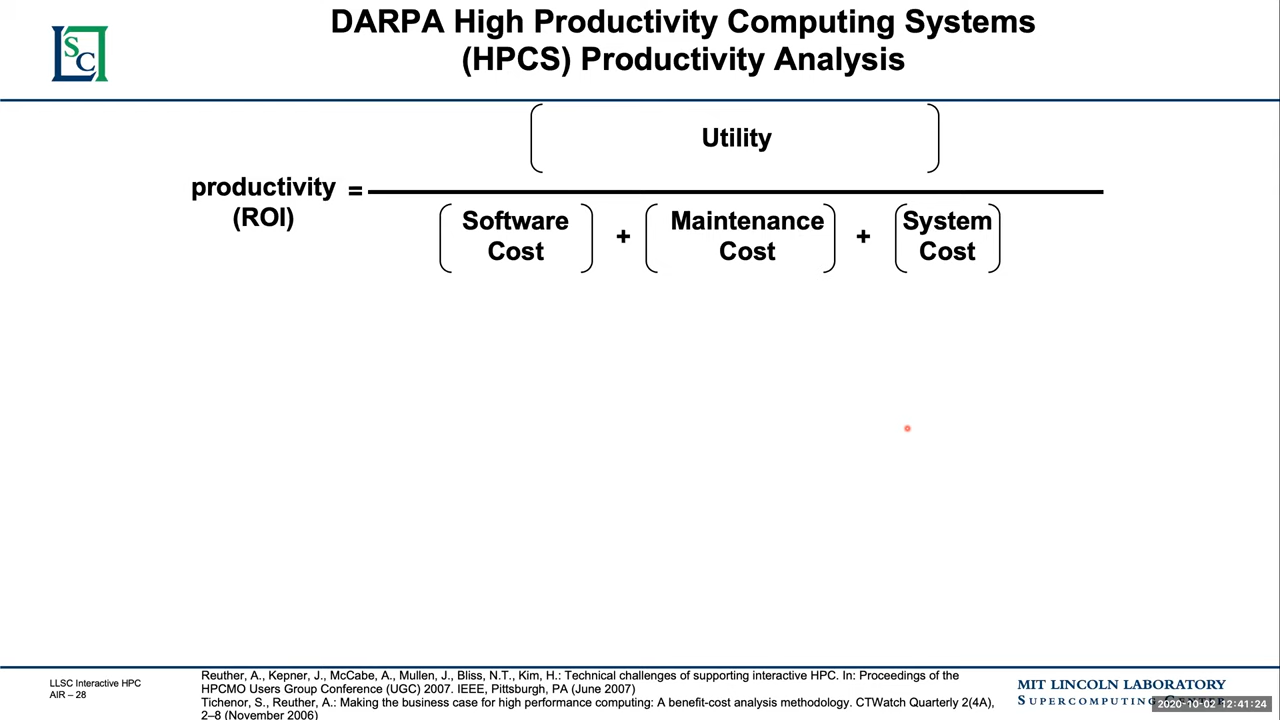 DARPA High Productivity Computing Systems
(HPCS) Productivity Analysis
SC
Utility
productivity
(ROI)
=
Software
Cost
+
Maintenance
Cost
+
System
Cost
LLSC Interactive HPC
AIR – 28
Reuther, A., Kepner, J., McCabe, A., Mullen, J., Bliss, N.T., Kim, H.: Technical challenges of supporting interactive HPC. In: Proceedings of the
HPCMO Users Group Conference (UGC) 2007. IEEE, Pittsburgh, PA (June 2007)
Tichenor, S., Reuther, A.: Making the business case for high performance computing: A benefit-cost analysis methodology. CTWatch Quarterly 2(4A),
2–8 (November 2006)
MIT LINCOLN LABORATORY
SUPERCOMPUTING CENTER
2020-10-02 12:41:24